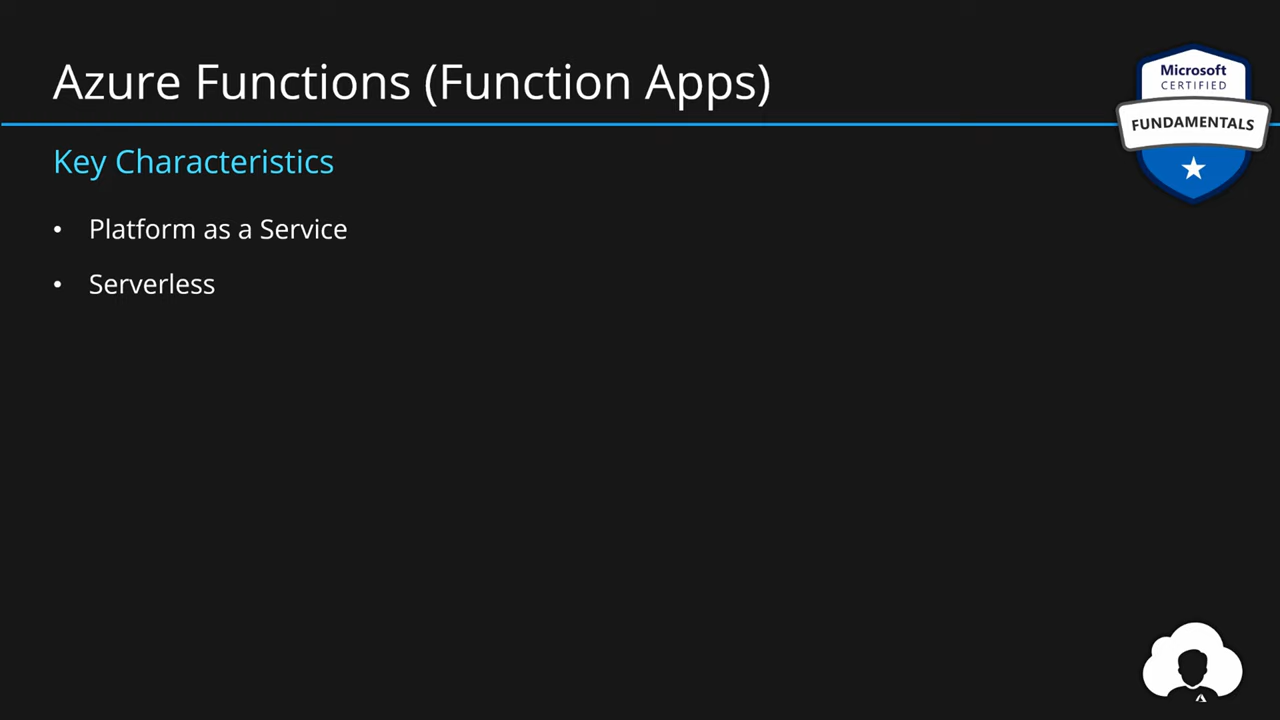 Azure Functions (Function Apps)
Microsoft
CERTIFIED
FUNDAMENTALS
Key Characteristics
• Platform as a Service
• Serverless